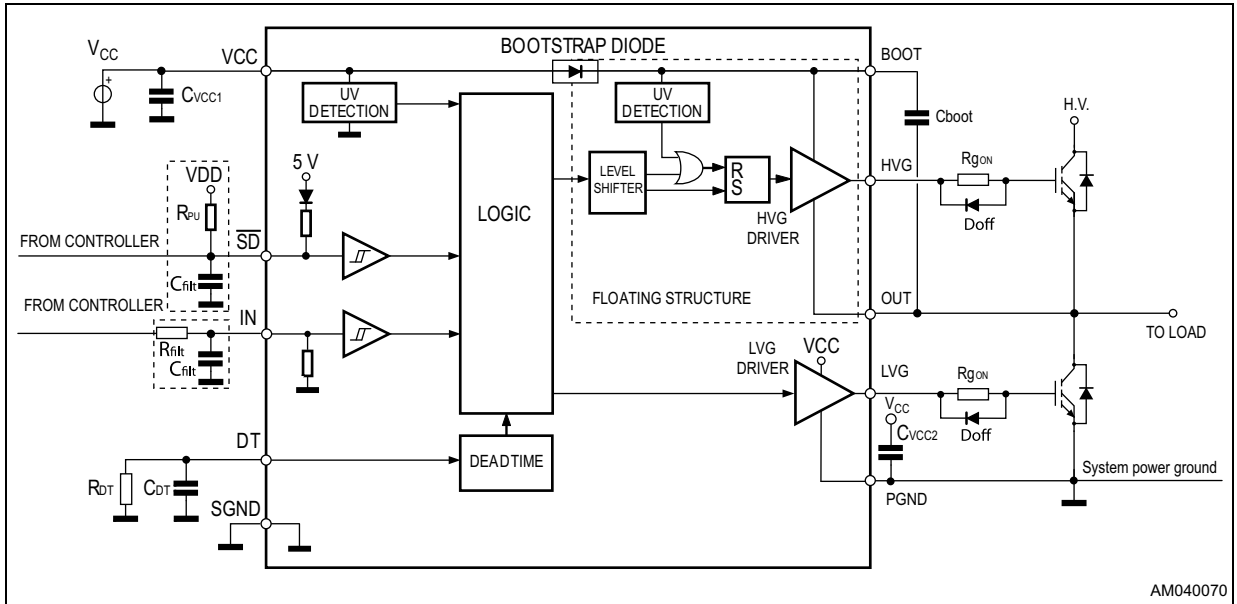 V_CC
VCC
BOOTSTRAP DIODE
BOOT
C_VCC1
UV
DETECTION
UV
DETECTION
H.V.
Cboot
5 V
VDD
R_PU
LEVEL
SHIFTER
R
S
HVG
Rg_ON
LOGIC
Doff
FROM CONTROLLER
SD
HVG
DRIVER
C_filt
FLOATING STRUCTURE
FROM CONTROLLER
IN
OUT
TO LOAD
R_filt
C_filt
LVG
DRIVER
VCC
LVG
Rg_ON
V_CC
C_VCC2
Doff
DT
DEADTIME
System power ground
R_DT
C_DT
SGND
PGND
AM040070